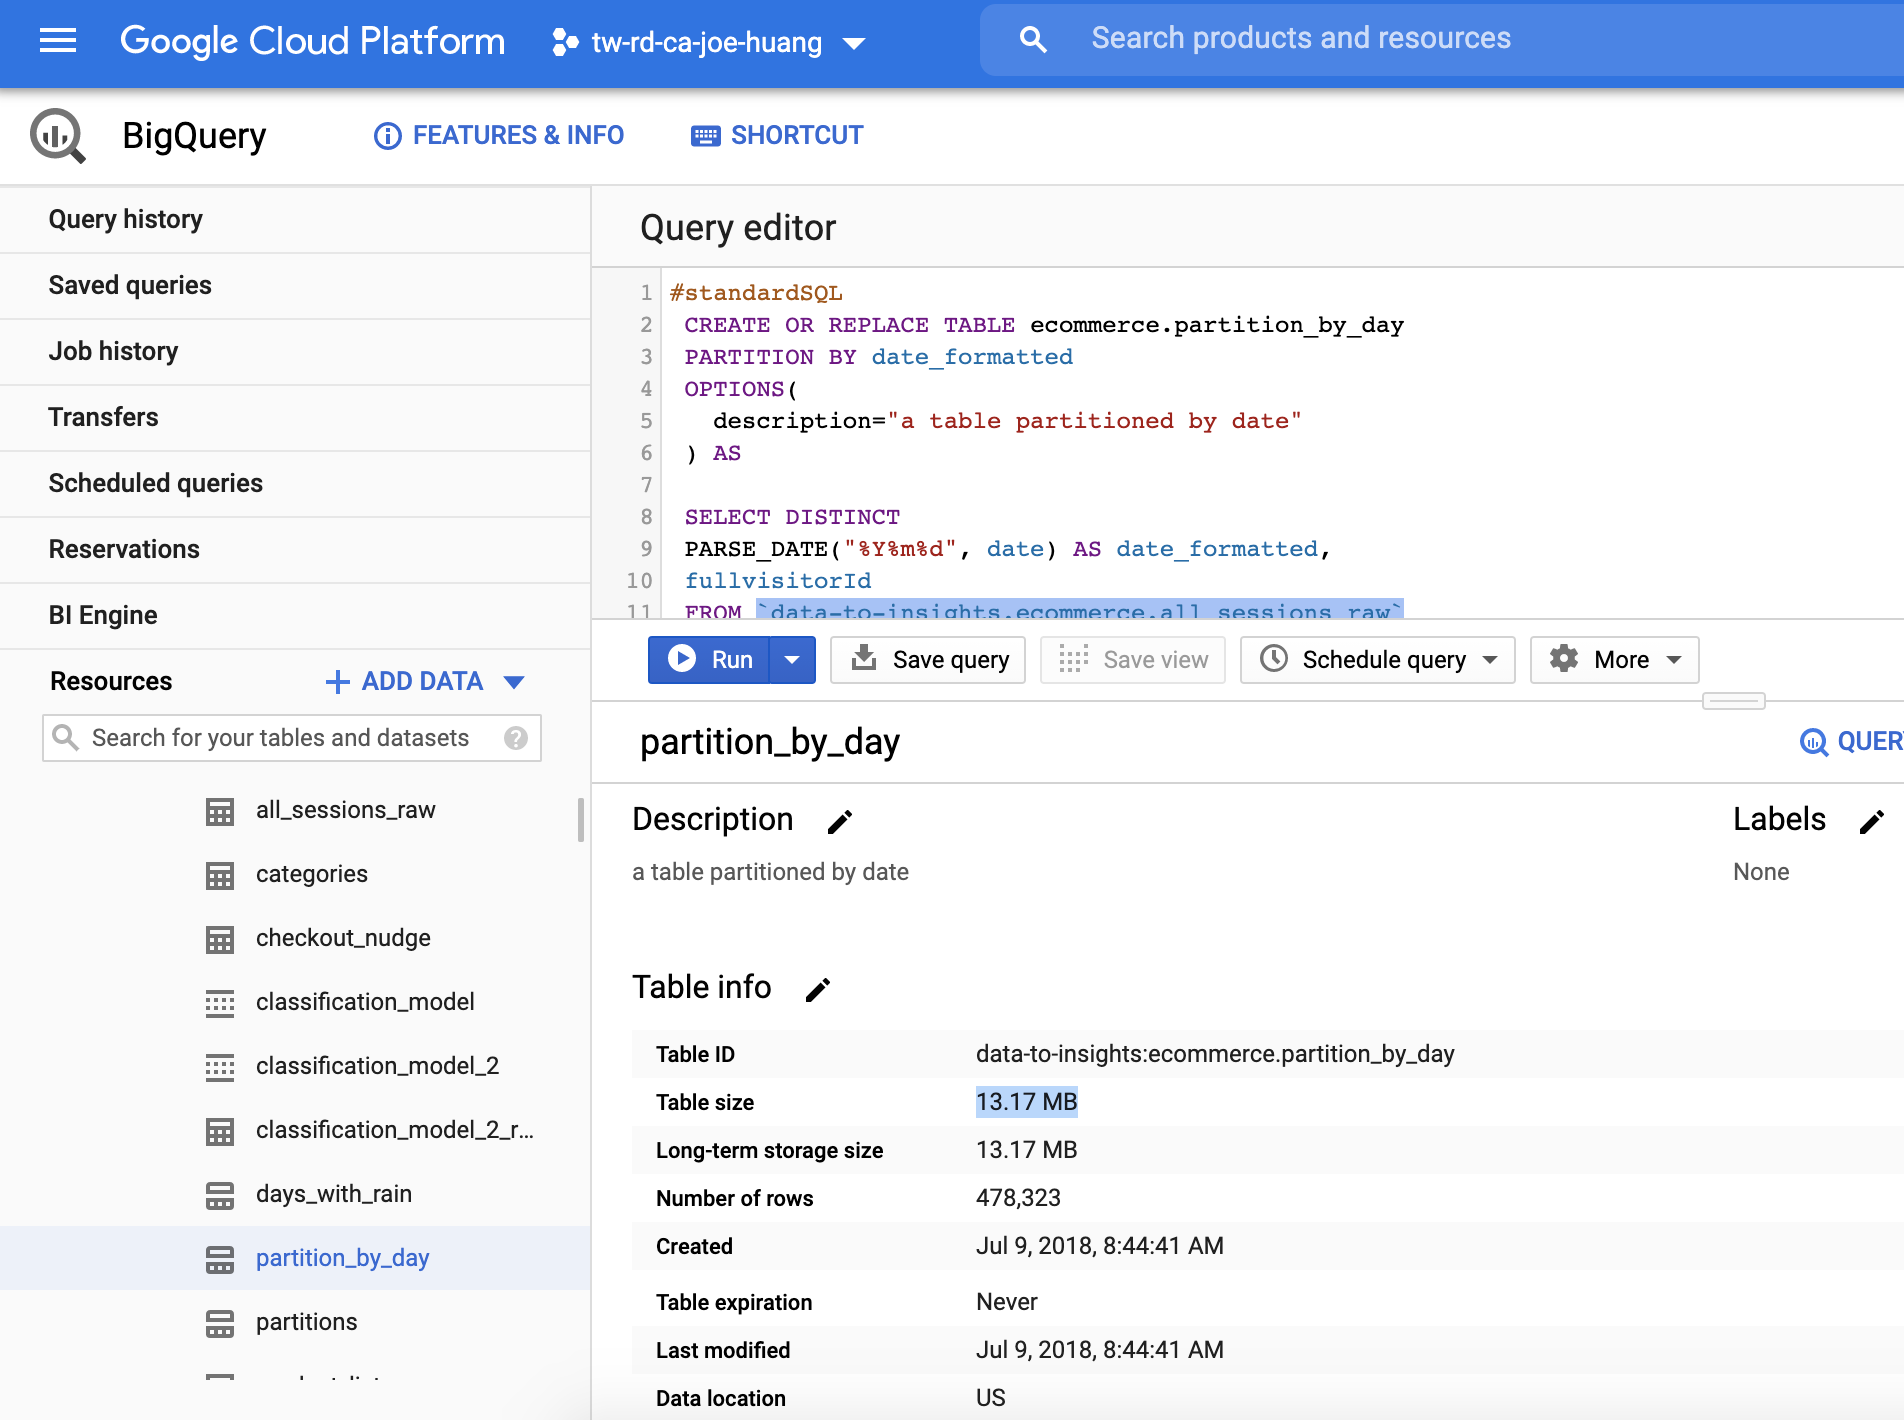 Google Cloud Platform
tw-rd-ca-joe-huang
Search products and resources
BigQuery
FEATURES & INFO
SHORTCUT
Query history
Saved queries
Job history
Transfers
Scheduled queries
Reservations
BI Engine
Resources
ADD DATA
Search for your tables and datasets
all_sessions_raw
categories
checkout_nudge
classification_model
classification_model_2
classification_model_2_r...
days_with_rain
partition_by_day
partitions
Query editor
1 #standardSQL
2 CREATE OR REPLACE TABLE ecommerce.partition_by_day
3 PARTITION BY date_formatted
4 OPTIONS(
5 description="a table partitioned by date"
6 ) AS
7
8 SELECT DISTINCT
9 PARSE_DATE("%Y%m%d", date) AS date_formatted,
10 fullvisitorId
11 FROM `data-to-insights.ecommerce.all_sessions_raw`
Run
Save query
Save view
Schedule query
More
partition_by_day
QUER
Description
a table partitioned by date
Labels
None
Table info
Table ID data-to-insights:ecommerce.partition_by_day
Table size 13.17 MB
Long-term storage size 13.17 MB
Number of rows 478,323
Created Jul 9, 2018, 8:44:41 AM
Table expiration Never
Last modified Jul 9, 2018, 8:44:41 AM
Data location US